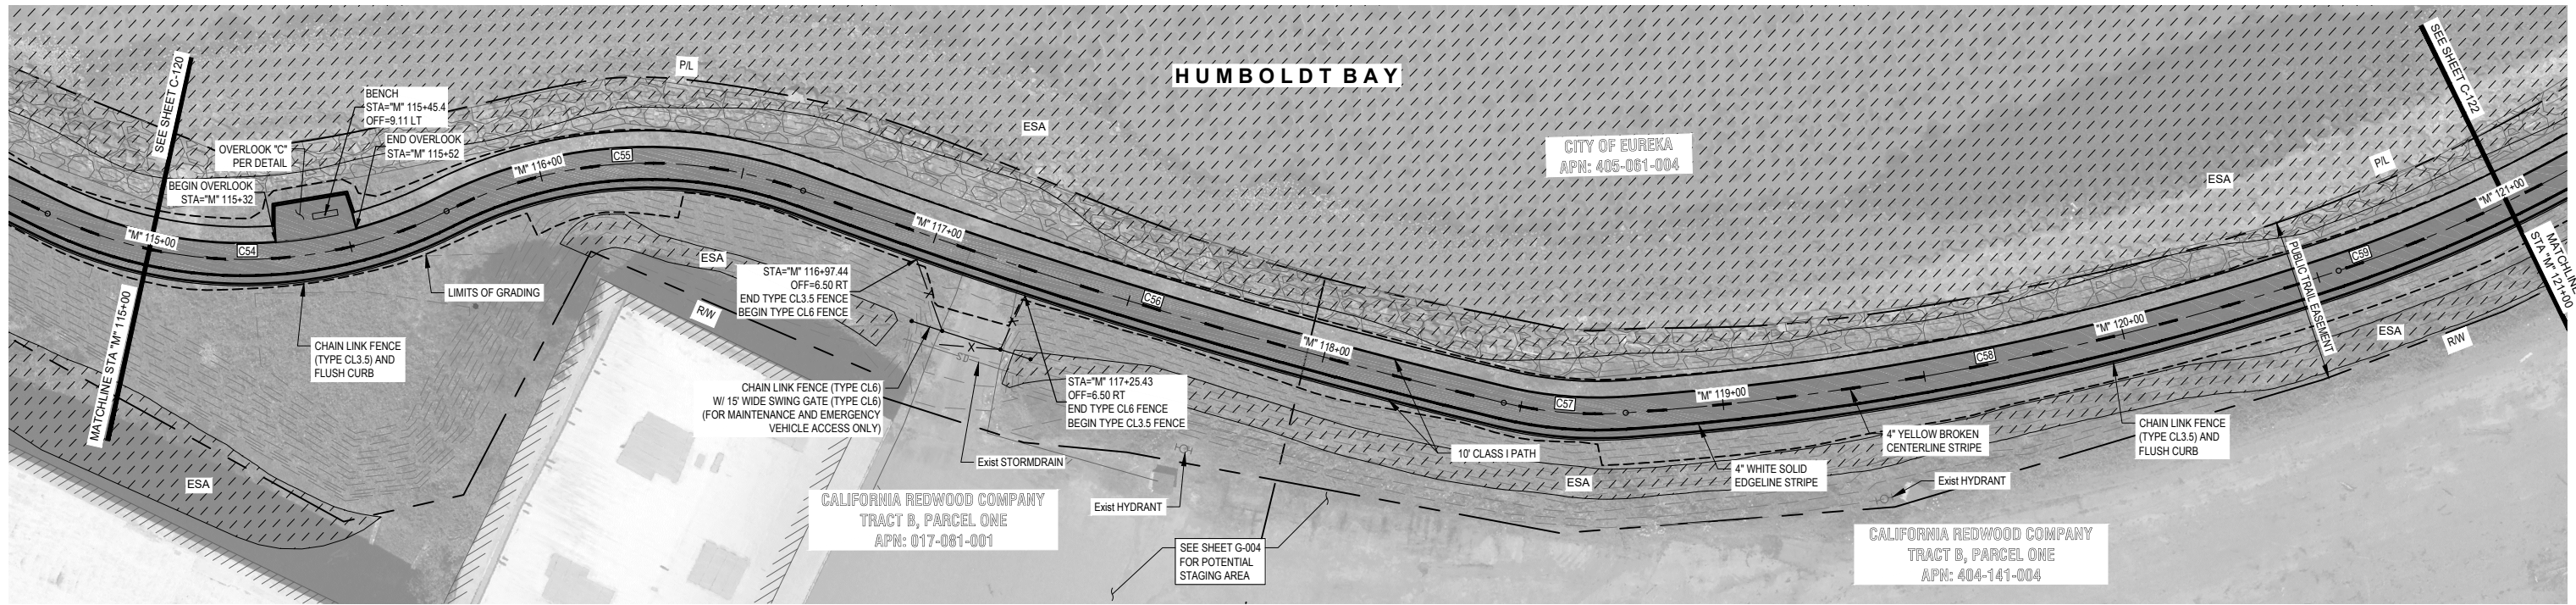 HUMBOLDT BAY
SEE SHEET C-120
P/L
BENCH
STA="M" 115+45.4
OFF=9.11 LT
END OVERLOOK
STA="M" 115+52
OVERLOOK "C"
PER DETAIL
BEGIN OVERLOOK
STA="M" 115+32
"M" 115+00
C54
"M" 116+00
C55
ESA
CITY OF EUREKA
APN: 405-061-004
ESA
P/L
SEE SHEET C-122
"M" 121+00
MATCHLINE
STA "M" 121+00
MATCHLINE STA "M" 115+00
CHAIN LINK FENCE
(TYPE CL3.5) AND
FLUSH CURB
LIMITS OF GRADING
ESA
R/W
STA="M" 116+97.44
OFF=6.50 RT
END TYPE CL3.5 FENCE
BEGIN TYPE CL6 FENCE
"M" 117+00
C56
X
X
SD
CHAIN LINK FENCE (TYPE CL6)
W/ 15' WIDE SWING GATE (TYPE CL6)
(FOR MAINTENANCE AND EMERGENCY
VEHICLE ACCESS ONLY)
STA="M" 117+25.43
OFF=6.50 RT
END TYPE CL6 FENCE
BEGIN TYPE CL3.5 FENCE
Exist STORMDRAIN
"M" 118+00
C57
"M" 119+00
C58
"M" 120+00
C59
PUBLIC TRAIL EASEMENT
ESA
R/W
10' CLASS I PATH
4" WHITE SOLID
EDGELINE STRIPE
4" YELLOW BROKEN
CENTERLINE STRIPE
CHAIN LINK FENCE
(TYPE CL3.5) AND
FLUSH CURB
ESA
ESA
Exist HYDRANT
Exist HYDRANT
CALIFORNIA REDWOOD COMPANY
TRACT B, PARCEL ONE
APN: 017-081-001
SEE SHEET G-004
FOR POTENTIAL
STAGING AREA
CALIFORNIA REDWOOD COMPANY
TRACT B, PARCEL ONE
APN: 404-141-004